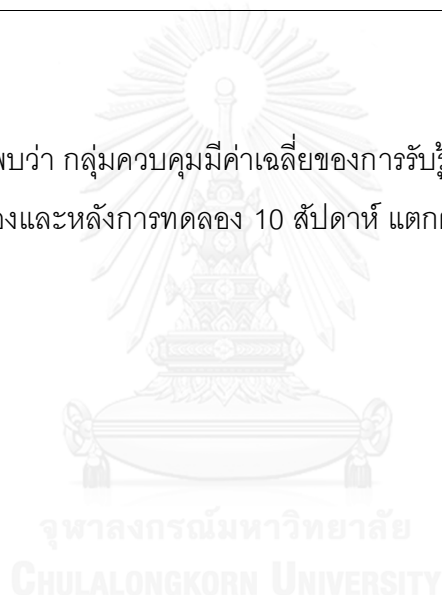 พบว่า กลุ่มควบคุมมีค่าเฉลี่ยของการรับรู้
องและหลังการทดลอง 10 สัปดาห์ แตกต
จุฬาลงกรณ์มหาวิทยาลัย
CHULALONGKORN UNIVERSITY